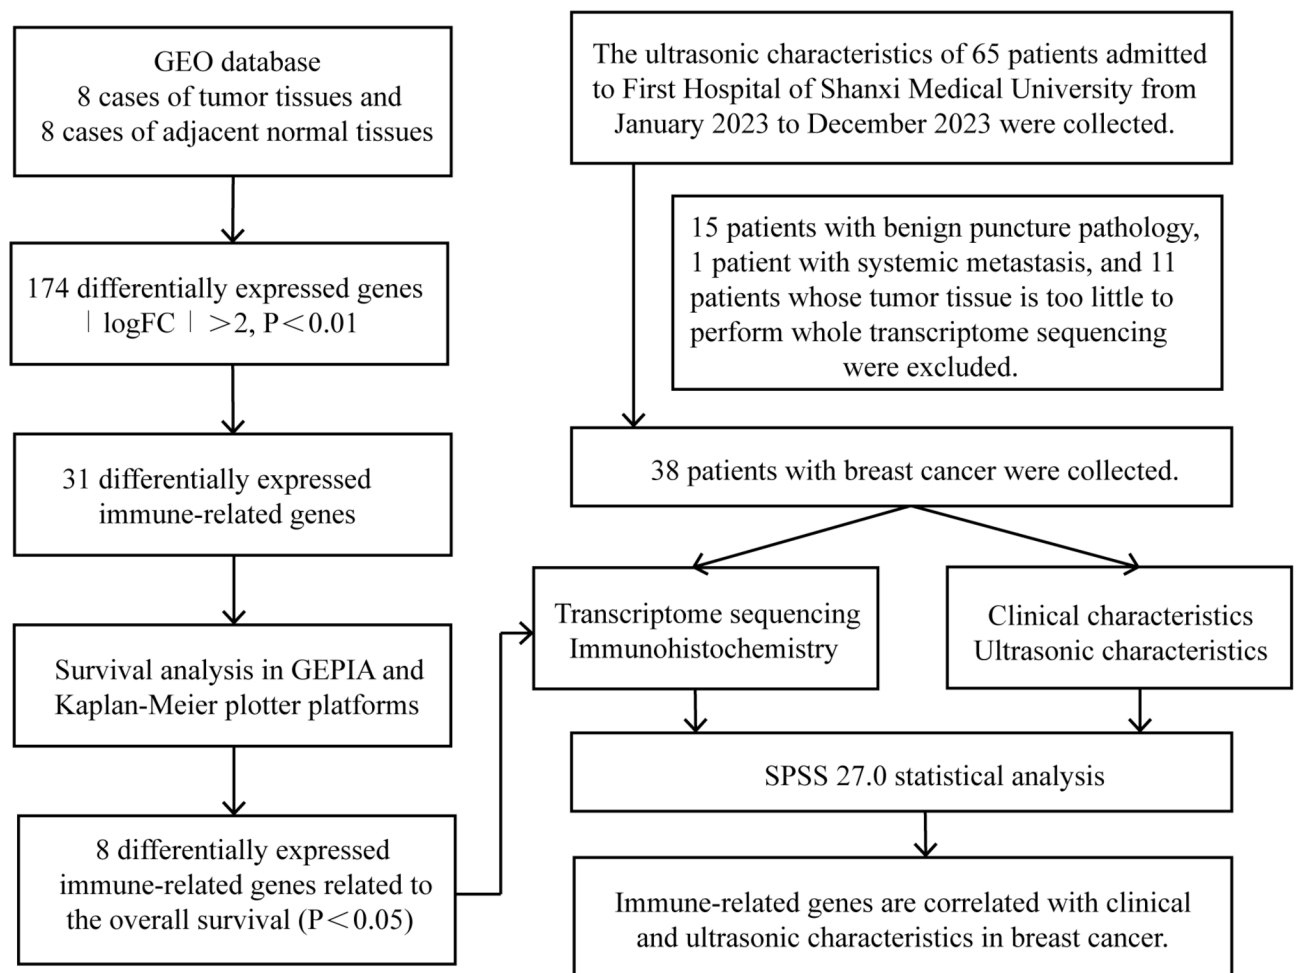 GEO database
8 cases of tumor tissues and
8 cases of adjacent normal tissues
174 differentially expressed genes
| logFC | >2, P<0.01
31 differentially expressed
immune-related genes
Survival analysis in GEPIA and
Kaplan-Meier plotter platforms
8 differentially expressed
immune-related genes related to
the overall survival (P<0.05)
The ultrasonic characteristics of 65 patients admitted
to First Hospital of Shanxi Medical University from
January 2023 to December 2023 were collected.
15 patients with benign puncture pathology,
1 patient with systemic metastasis, and 11
patients whose tumor tissue is too little to
perform whole transcriptome sequencing
were excluded.
38 patients with breast cancer were collected.
Transcriptome sequencing
Immunohistochemistry
Clinical characteristics
Ultrasonic characteristics
SPSS 27.0 statistical analysis
Immune-related genes are correlated with clinical
and ultrasonic characteristics in breast cancer.